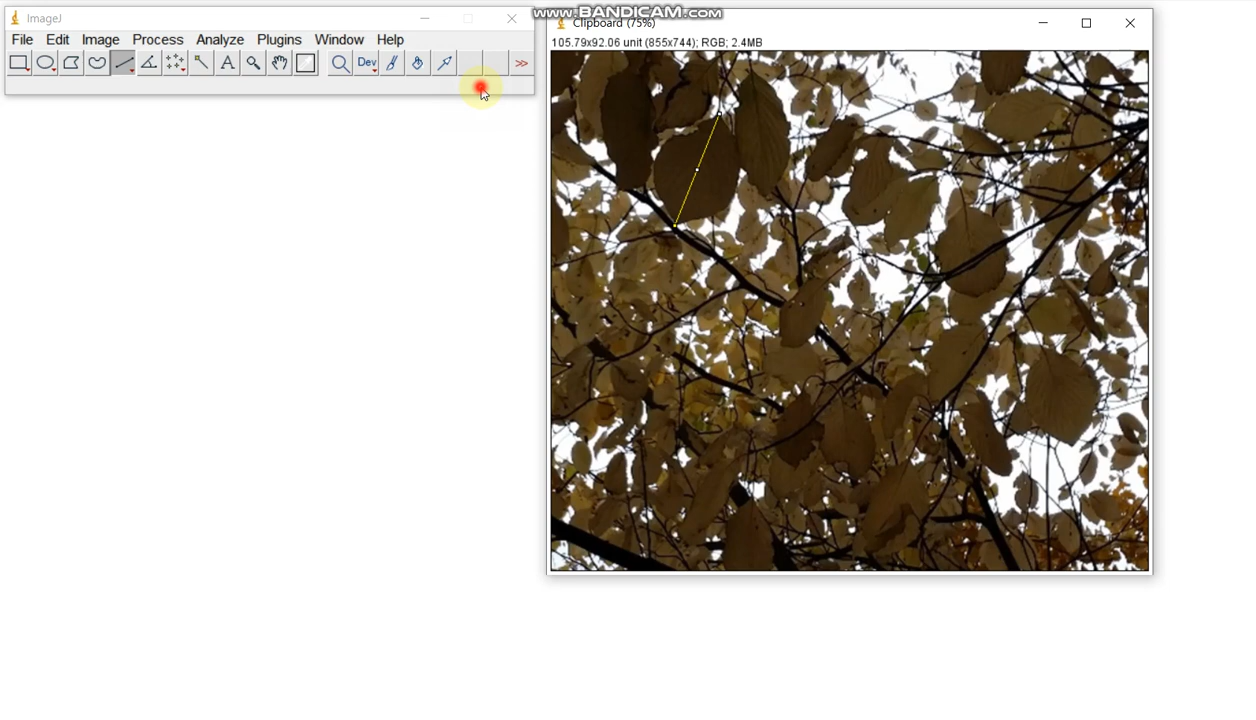 ImageJ
www.BANDICAM.com
Clipboard (75%)
File Edit Image Process Analyze Plugins Window Help
105.79x92.06 unit (855x744); RGB; 2.4MB
A Dev >>